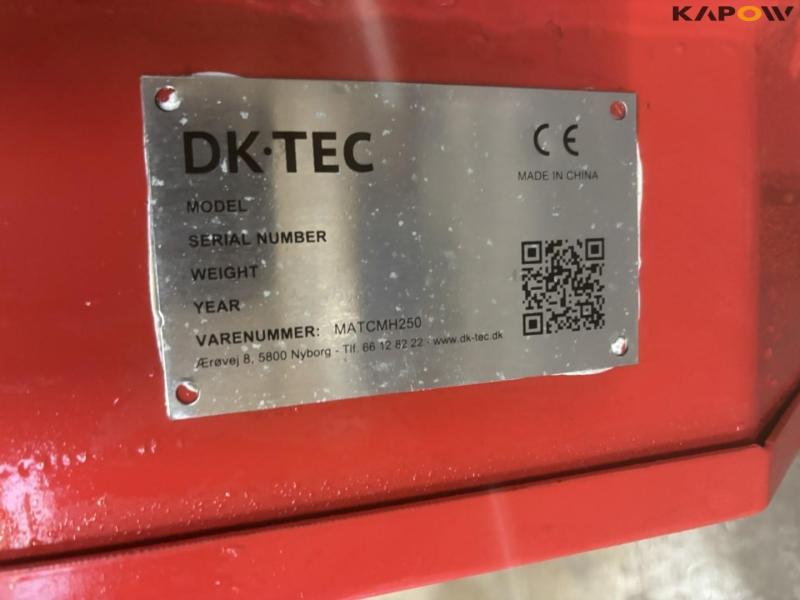 KAPOW
DK·TEC
CE
MADE IN CHINA
MODEL
SERIAL NUMBER
WEIGHT
YEAR
VARENUMMER: MATCMH250
Ærøvej 8, 5800 Nyborg - Tlf. 66 12 82 22 - www.dk-tec.dk